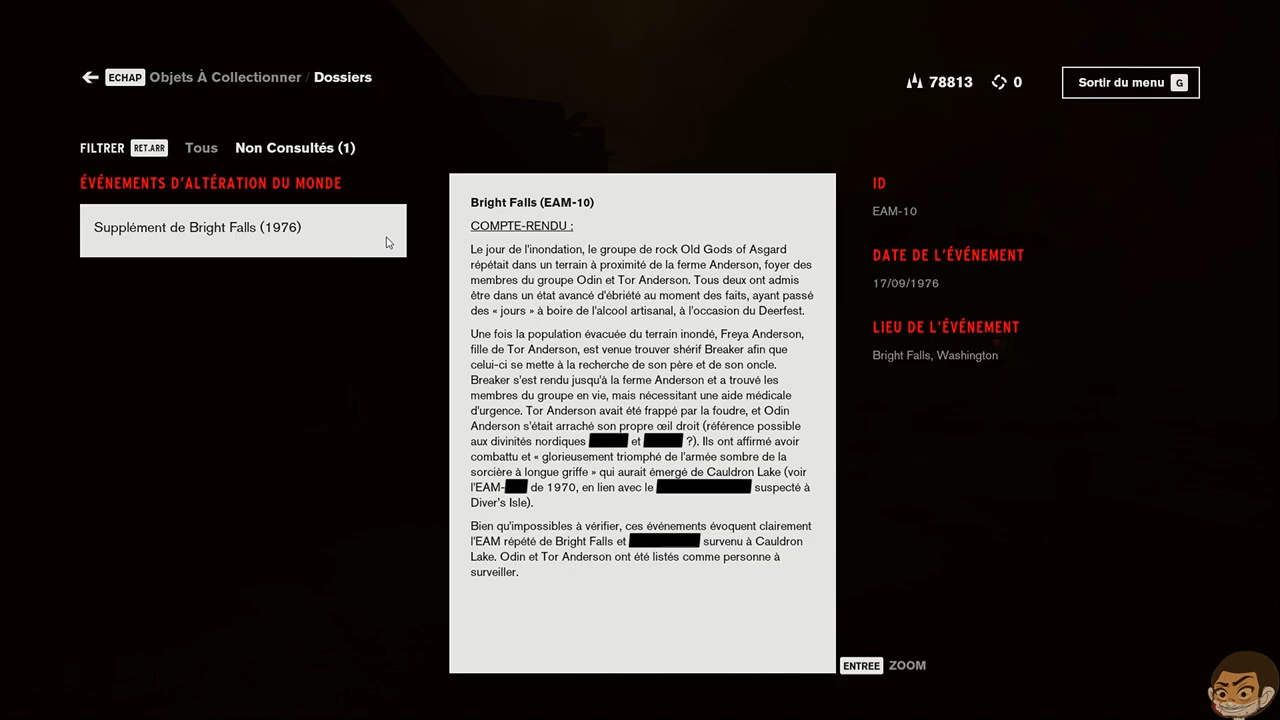 ECHAP Objets À Collectionner / Dossiers
78813 0 Sortir du menu G
FILTRER RET.ARR Tous Non Consultés (1)
ÉVÉNEMENTS D'ALTÉRATION DU MONDE
Supplément de Bright Falls (1976)
Bright Falls (EAM-10)
COMPTE-RENDU :
Le jour de l'inondation, le groupe de rock Old Gods of Asgard
répétait dans un terrain à proximité de la ferme Anderson, foyer des
membres du groupe Odin et Tor Anderson. Tous deux ont admis
être dans un état avancé d'ébriété au moment des faits, ayant passé
des « jours » à boire de l'alcool artisanal, à l'occasion du Deerfest.
Une fois la population évacuée du terrain inondé, Freya Anderson,
fille de Tor Anderson, est venue trouver shérif Breaker afin que
celui-ci se mette à la recherche de son père et de son oncle.
Breaker s'est rendu jusqu'à la ferme Anderson et a trouvé les
membres du groupe en vie, mais nécessitant une aide médicale
d'urgence. Tor Anderson avait été frappé par la foudre, et Odin
Anderson s'était arraché son propre œil droit (référence possible
aux divinités nordiques et ?). Ils ont affirmé avoir
combattu et « glorieusement triomphé de l'armée sombre de la
sorcière à longue griffe » qui aurait émergé de Cauldron Lake (voir
l'EAM- de 1970, en lien avec le suspecté à
Diver's Isle).
Bien qu'impossibles à vérifier, ces événements évoquent clairement
l'EAM répété de Bright Falls et survenu à Cauldron
Lake. Odin et Tor Anderson ont été listés comme personne à
surveiller.
ID
EAM-10
DATE DE L'ÉVÉNEMENT
17/09/1976
LIEU DE L'ÉVÉNEMENT
Bright Falls, Washington
ENTREE ZOOM